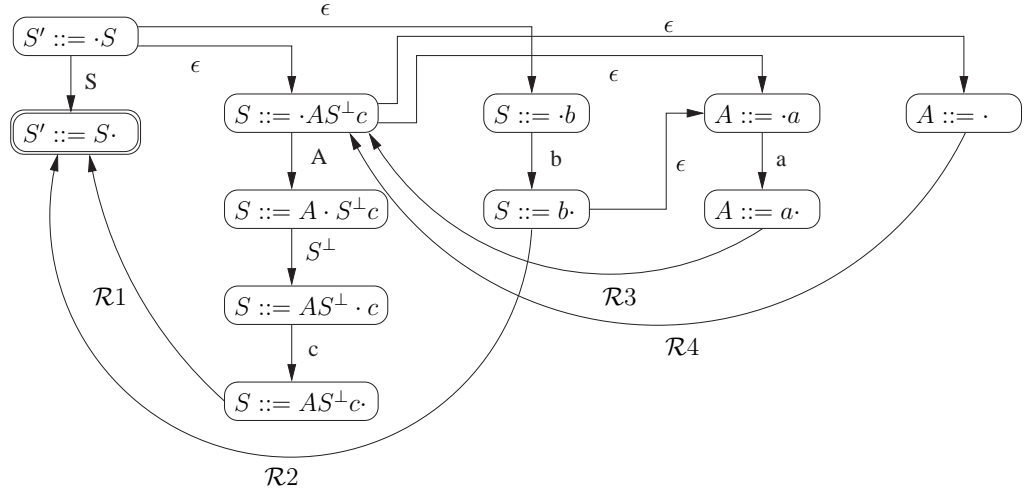 ϵ
S′ ::= ·S
ϵ
ϵ
ϵ
S
S′ ::= S·
S ::= ·AS⊥c
S ::= ·b
A ::= ·a
A ::= ·
A
b
ϵ
a
S ::= A · S⊥c
S ::= b·
A ::= a·
S⊥
R1
S ::= AS⊥ · c
R3
c
R4
S ::= AS⊥c·
R2